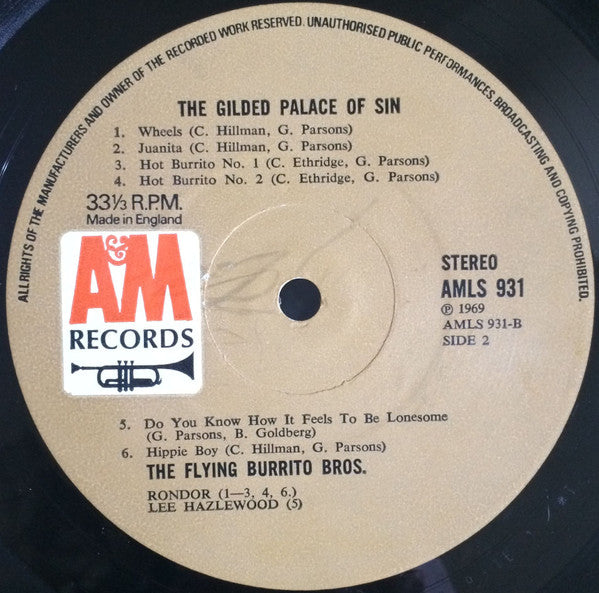 ALL RIGHTS OF THE MANUFACTURERS AND OWNER OF THE RECORDED WORK RESERVED. UNAUTHORISED PUBLIC PERFORMANCES, BROADCASTING AND COPYING PROHIBITED.
THE GILDED PALACE OF SIN
1. Wheels (C. Hillman, G. Parsons)
2. Juanita (C. Hillman, G. Parsons)
3. Hot Burrito No. 1 (C. Ethridge, G. Parsons)
4. Hot Burrito No. 2 (C. Ethridge, G. Parsons)
33⅓ R.P.M.
Made in England
A&M
RECORDS
STEREO
AMLS 931
℗ 1969
AMLS 931-B
SIDE 2
5. Do You Know How It Feels To Be Lonesome
(G. Parsons, B. Goldberg)
6. Hippie Boy (C. Hillman, G. Parsons)
THE FLYING BURRITO BROS.
RONDOR (1—3, 4, 6.)
LEE HAZLEWOOD (5)